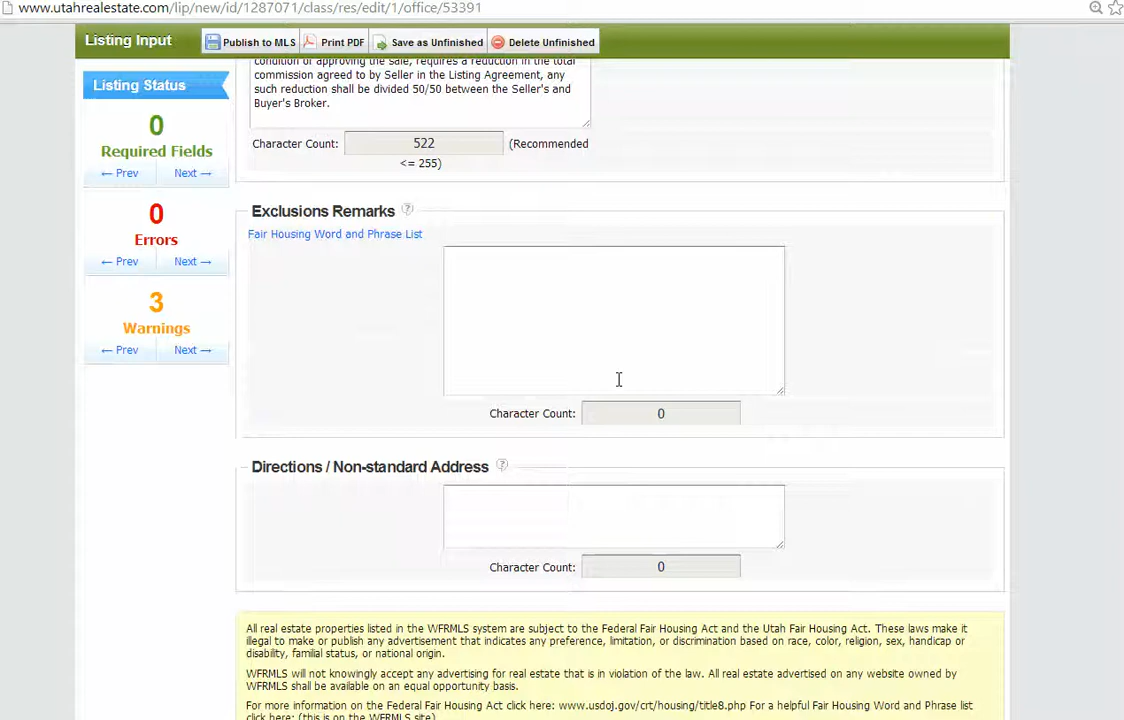 www.utahrealestate.com/lip/new/id/1287071/class/res/edit/1/office/53391
Listing Input
Publish to MLS
Print PDF
Save as Unfinished
Delete Unfinished
Listing Status
0
Required Fields
← Prev
Next →
0
Errors
← Prev
Next →
3
Warnings
← Prev
Next →
condition of approving the sale, requires a reduction in the total
commission agreed to by Seller in the Listing Agreement, any
such reduction shall be divided 50/50 between the Seller's and
Buyer's Broker.
Character Count: 522 (Recommended
<= 255)
Exclusions Remarks ?
Fair Housing Word and Phrase List
Character Count: 0
Directions / Non-standard Address ?
Character Count: 0
All real estate properties listed in the WFRMLS system are subject to the Federal Fair Housing Act and the Utah Fair Housing Act. These laws make it
illegal to make or publish any advertisement that indicates any preference, limitation, or discrimination based on race, color, religion, sex, handicap or
disability, familial status, or national origin.
WFRMLS will not knowingly accept any advertising for real estate that is in violation of the law. All real estate advertised on any website owned by
WFRMLS shall be available on an equal opportunity basis.
For more information on the Federal Fair Housing Act click here: www.usdoj.gov/crt/housing/title8.php For a helpful Fair Housing Word and Phrase list
click here: (this is on the WFRMLS site)